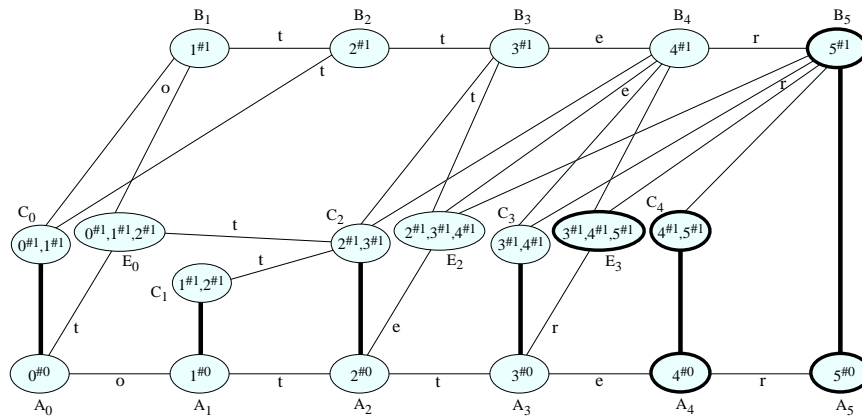 B1 B2 B3 B4 B5
1#1 t 2#1 t 3#1 e 4#1 r 5#1
o t t e r
C0 C2 C3 C4
0#1,1#1 0#1,1#1,2#1 t 2#1,3#1 2#1,3#1,4#1 3#1,4#1 3#1,4#1,5#1 4#1,5#1
E0 t E2 E3
C1 1#1,2#1
t e r
0#0 o 1#0 t 2#0 t 3#0 e 4#0 r 5#0
A0 A1 A2 A3 A4 A5